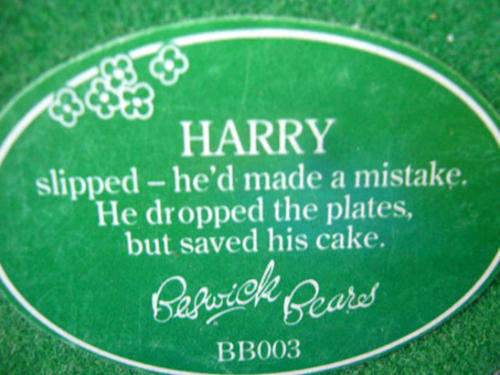 HARRY
slipped – he'd made a mistake.
He dropped the plates,
but saved his cake.
Beswick Bears
BB003